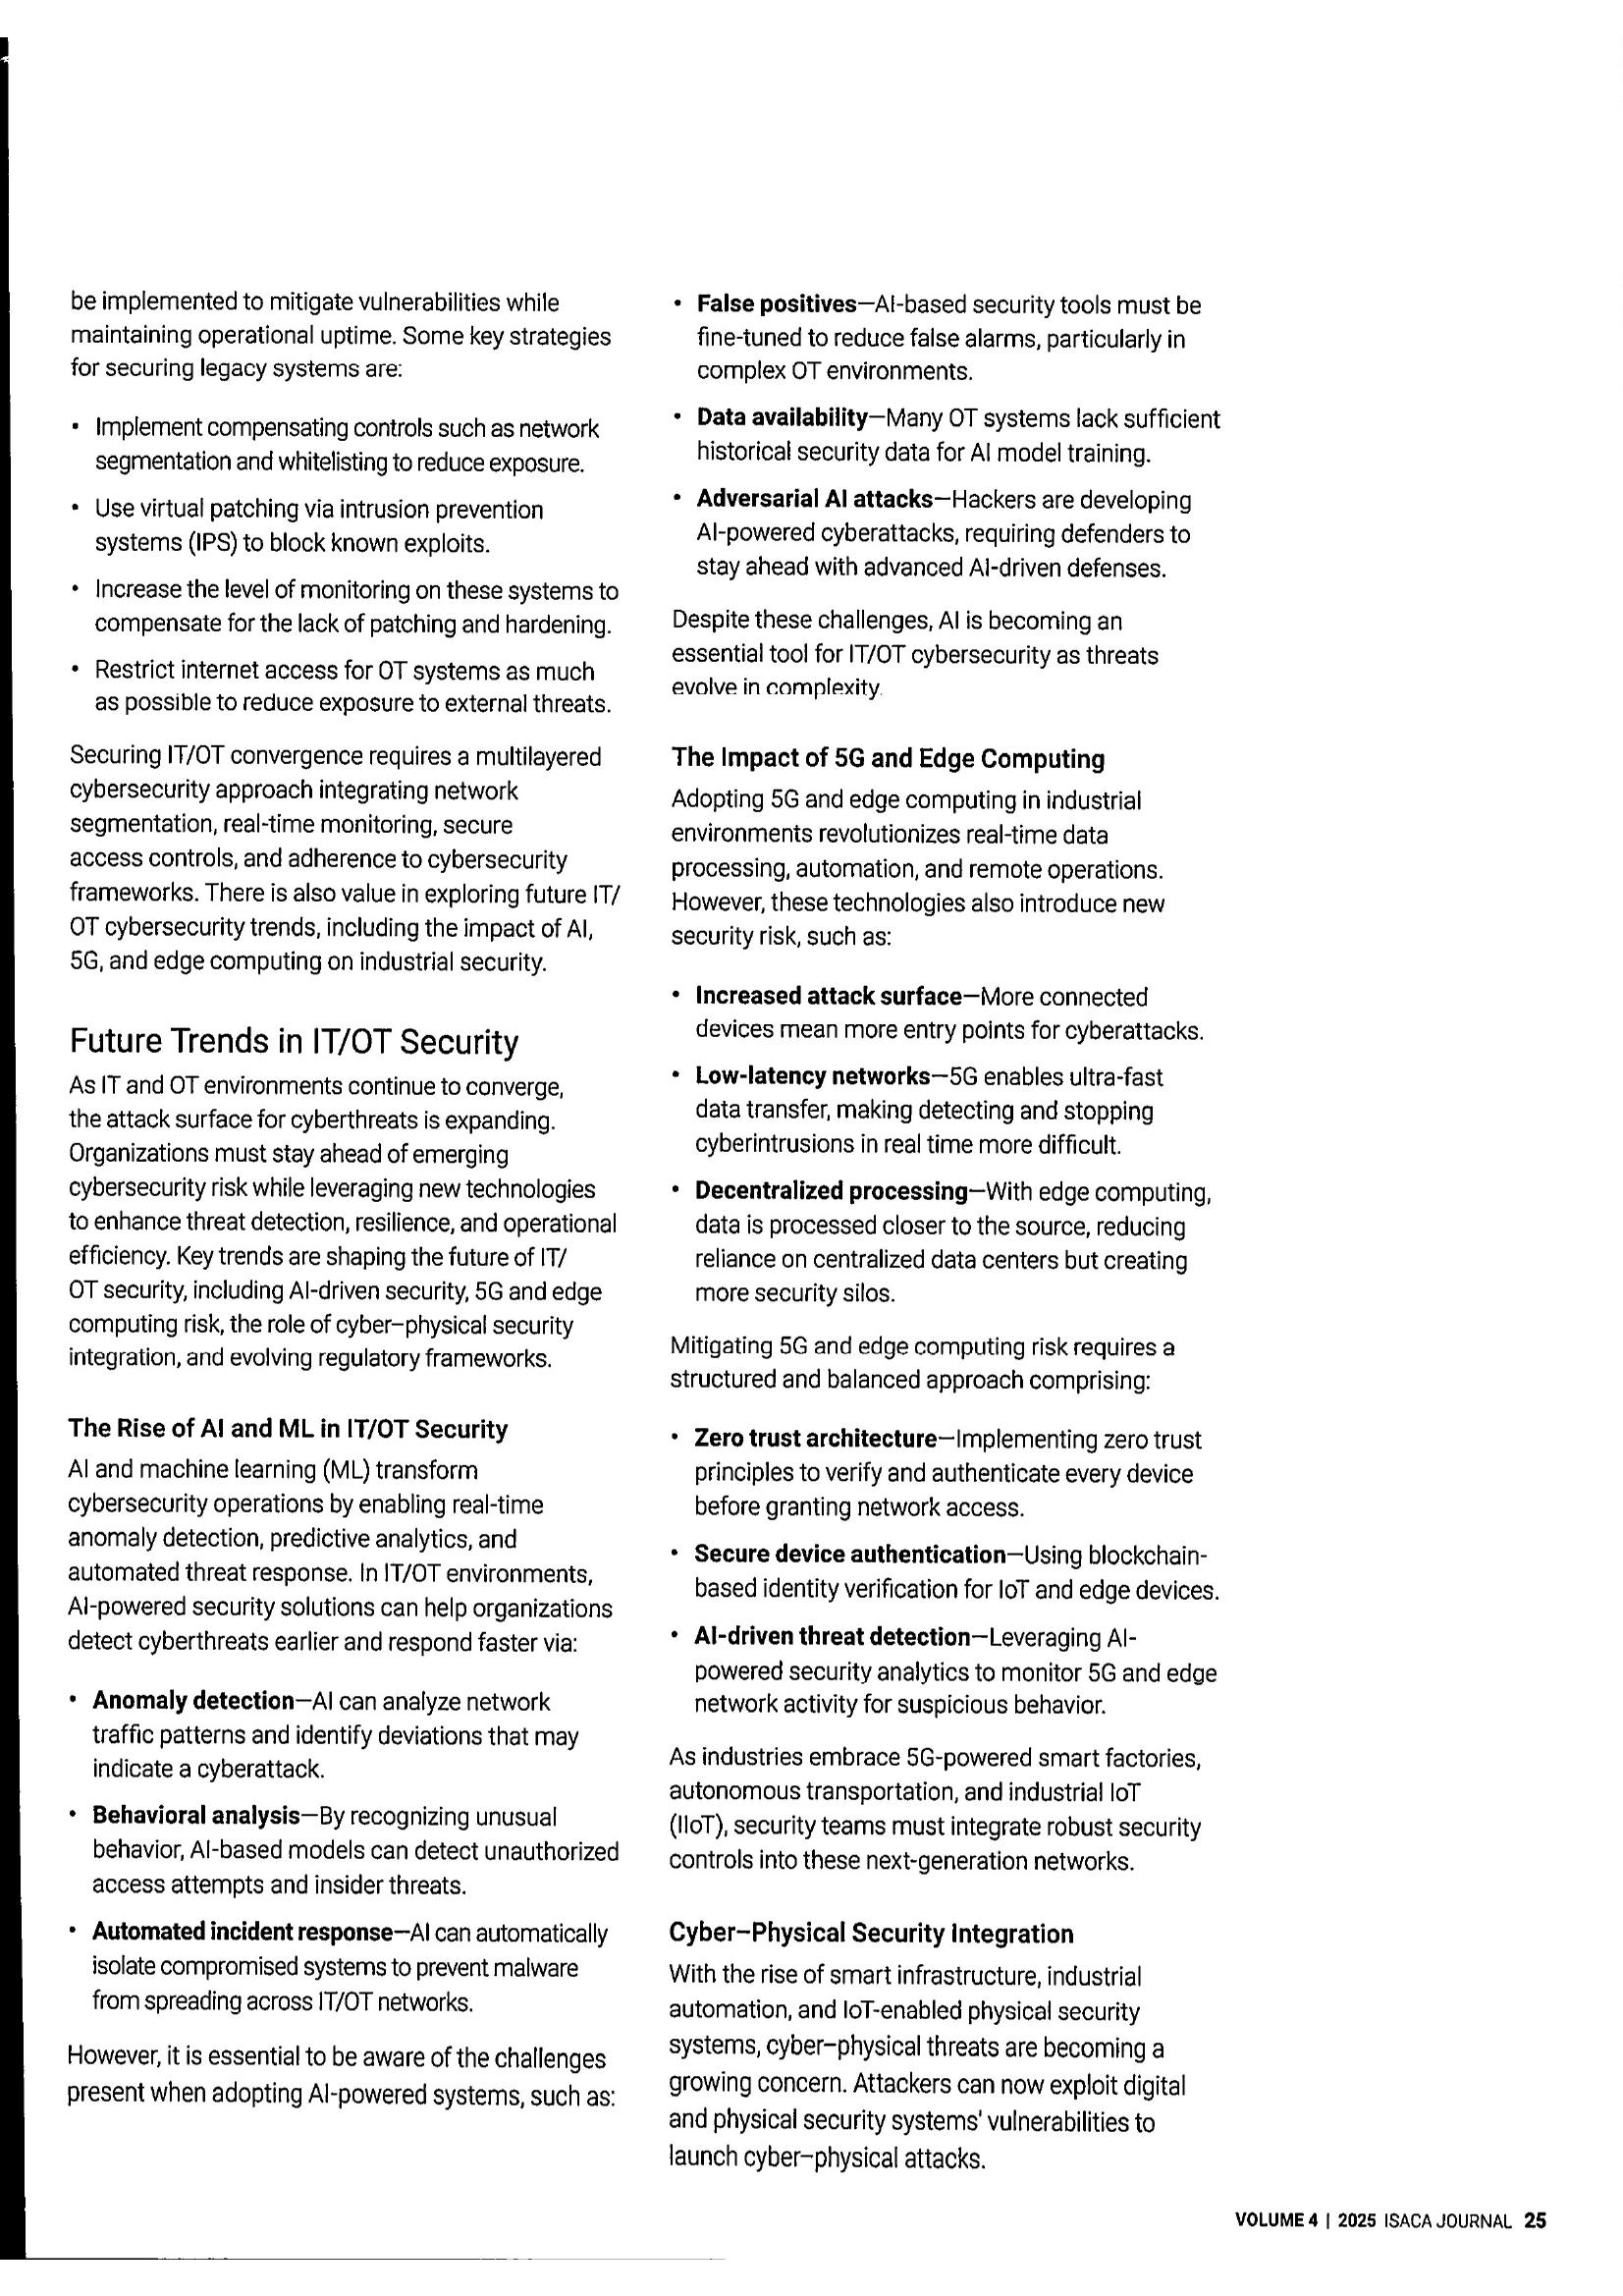 be implemented to mitigate vulnerabilities while
maintaining operational uptime. Some key strategies
for securing legacy systems are:
• Implement compensating controls such as network
segmentation and whitelisting to reduce exposure.
• Use virtual patching via intrusion prevention
systems (IPS) to block known exploits.
• Increase the level of monitoring on these systems to
compensate for the lack of patching and hardening.
• Restrict internet access for OT systems as much
as possible to reduce exposure to external threats.
Securing IT/OT convergence requires a multilayered
cybersecurity approach integrating network
segmentation, real-time monitoring, secure
access controls, and adherence to cybersecurity
frameworks. There is also value in exploring future IT/
OT cybersecurity trends, including the impact of AI,
5G, and edge computing on industrial security.
Future Trends in IT/OT Security
As IT and OT environments continue to converge,
the attack surface for cyberthreats is expanding.
Organizations must stay ahead of emerging
cybersecurity risk while leveraging new technologies
to enhance threat detection, resilience, and operational
efficiency. Key trends are shaping the future of IT/
OT security, including AI-driven security, 5G and edge
computing risk, the role of cyber–physical security
integration, and evolving regulatory frameworks.
The Rise of AI and ML in IT/OT Security
AI and machine learning (ML) transform
cybersecurity operations by enabling real-time
anomaly detection, predictive analytics, and
automated threat response. In IT/OT environments,
AI-powered security solutions can help organizations
detect cyberthreats earlier and respond faster via:
• Anomaly detection—AI can analyze network
traffic patterns and identify deviations that may
indicate a cyberattack.
• Behavioral analysis—By recognizing unusual
behavior, AI-based models can detect unauthorized
access attempts and insider threats.
• Automated incident response—AI can automatically
isolate compromised systems to prevent malware
from spreading across IT/OT networks.
However, it is essential to be aware of the challenges
present when adopting AI-powered systems, such as:
• False positives—AI-based security tools must be
fine-tuned to reduce false alarms, particularly in
complex OT environments.
• Data availability—Many OT systems lack sufficient
historical security data for AI model training.
• Adversarial AI attacks—Hackers are developing
AI-powered cyberattacks, requiring defenders to
stay ahead with advanced AI-driven defenses.
Despite these challenges, AI is becoming an
essential tool for IT/OT cybersecurity as threats
evolve in complexity.
The Impact of 5G and Edge Computing
Adopting 5G and edge computing in industrial
environments revolutionizes real-time data
processing, automation, and remote operations.
However, these technologies also introduce new
security risk, such as:
• Increased attack surface—More connected
devices mean more entry points for cyberattacks.
• Low-latency networks—5G enables ultra-fast
data transfer, making detecting and stopping
cyberintrusions in real time more difficult.
• Decentralized processing—With edge computing,
data is processed closer to the source, reducing
reliance on centralized data centers but creating
more security silos.
Mitigating 5G and edge computing risk requires a
structured and balanced approach comprising:
• Zero trust architecture—Implementing zero trust
principles to verify and authenticate every device
before granting network access.
• Secure device authentication—Using blockchain-
based identity verification for IoT and edge devices.
• AI-driven threat detection—Leveraging AI-
powered security analytics to monitor 5G and edge
network activity for suspicious behavior.
As industries embrace 5G-powered smart factories,
autonomous transportation, and industrial IoT
(IIoT), security teams must integrate robust security
controls into these next-generation networks.
Cyber–Physical Security Integration
With the rise of smart infrastructure, industrial
automation, and IoT-enabled physical security
systems, cyber–physical threats are becoming a
growing concern. Attackers can now exploit digital
and physical security systems' vulnerabilities to
launch cyber–physical attacks.
VOLUME 4 | 2025 ISACA JOURNAL 25